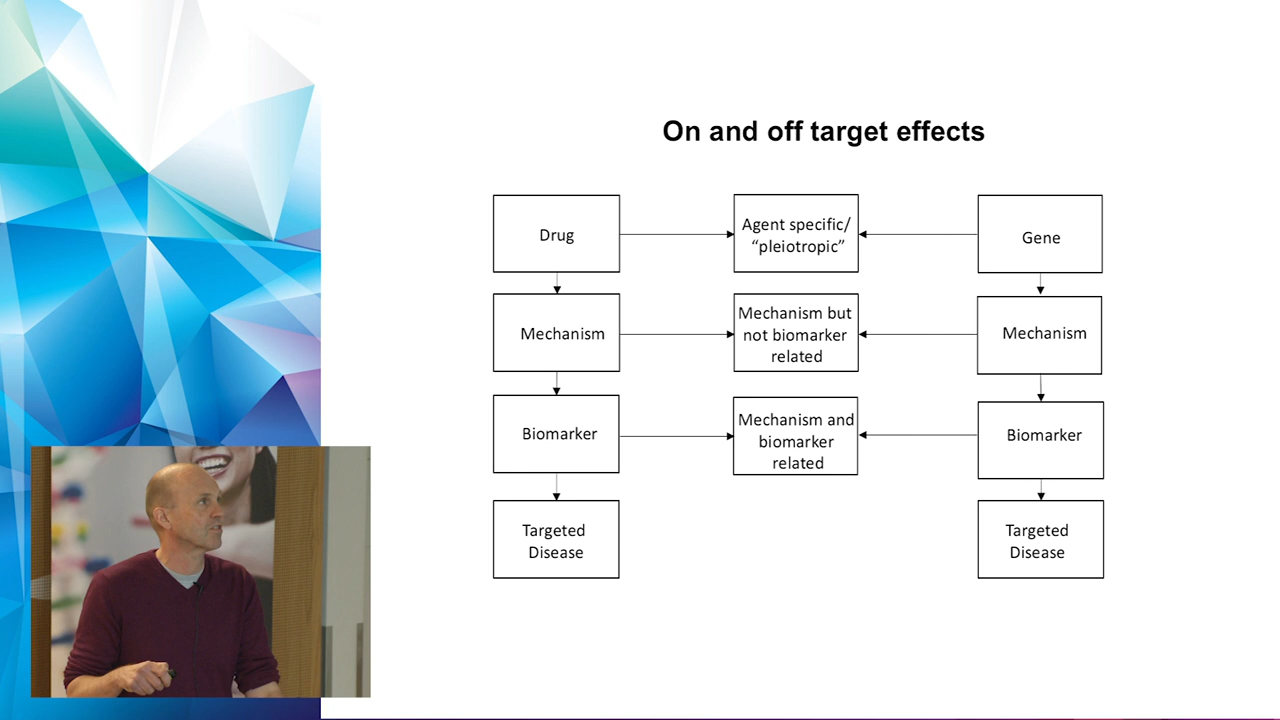 On and off target effects
Drug
Agent specific/
“pleiotropic”
Gene
Mechanism
Mechanism but
not biomarker
related
Mechanism
Biomarker
Mechanism and
biomarker
related
Biomarker
Targeted
Disease
Targeted
Disease